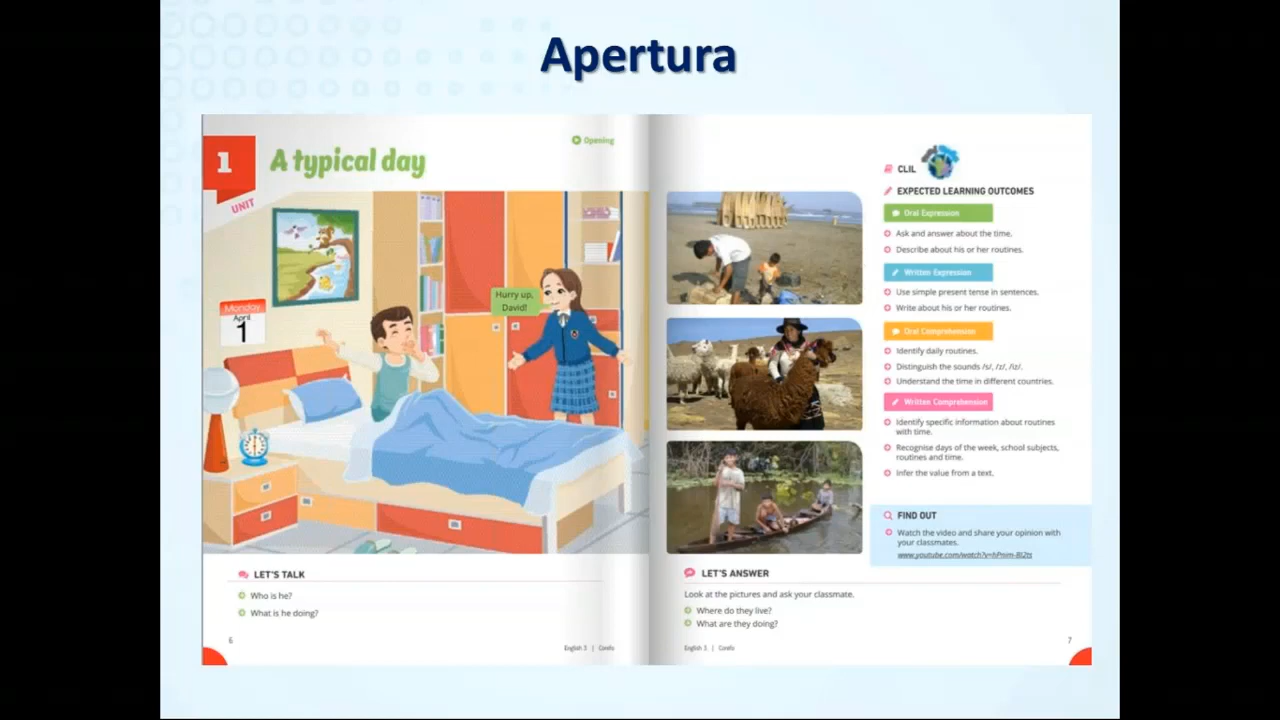 Apertura
1
UNIT
A typical day
Opening
Monday
April
1
Hurry up,
David!
LET'S TALK
Who is he?
What is he doing?
6
English 3 | Corefo
CLIL
EXPECTED LEARNING OUTCOMES
Oral Expression
Ask and answer about the time.
Describe about his or her routines.
Written Expression
Use simple present tense in sentences.
Write about his or her routines.
Oral Comprehension
Identify daily routines.
Distinguish the sounds /s/, /z/, /iz/.
Understand the time in different countries.
Written Comprehension
Identify specific information about routines
with time.
Recognise days of the week, school subjects,
routines and time.
Infer the value from a text.
FIND OUT
Watch the video and share your opinion with
your classmates.
LET'S ANSWER
Look at the pictures and ask your classmate.
Where do they live?
What are they doing?
English 3 | Corefo
7